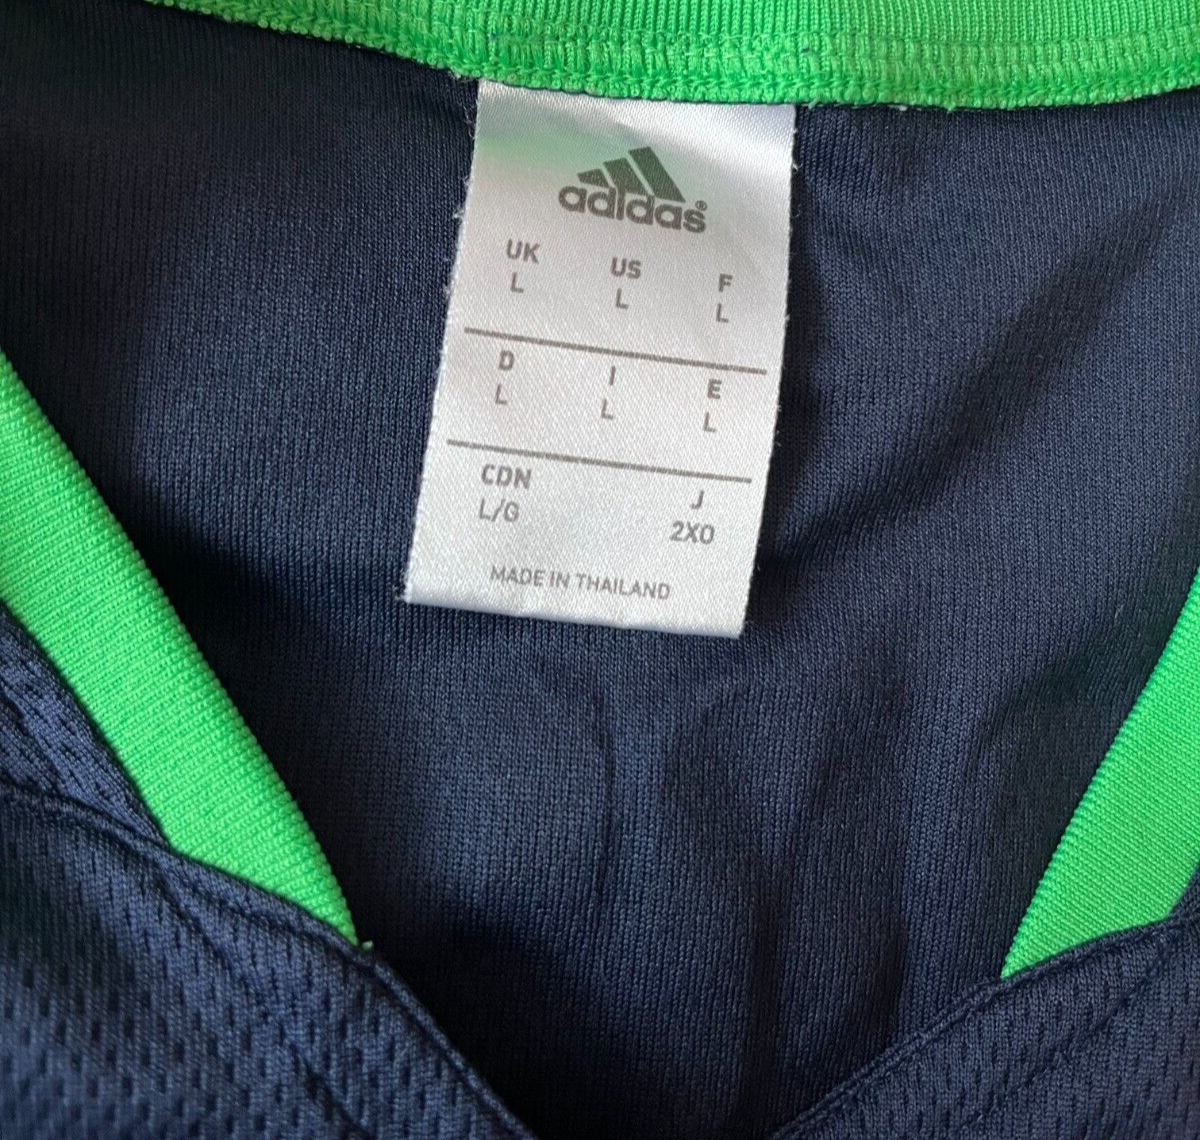 adidas®
UK US F
L L L
D I E
L L L
CDN J
L/G 2XO
MADE IN THAILAND